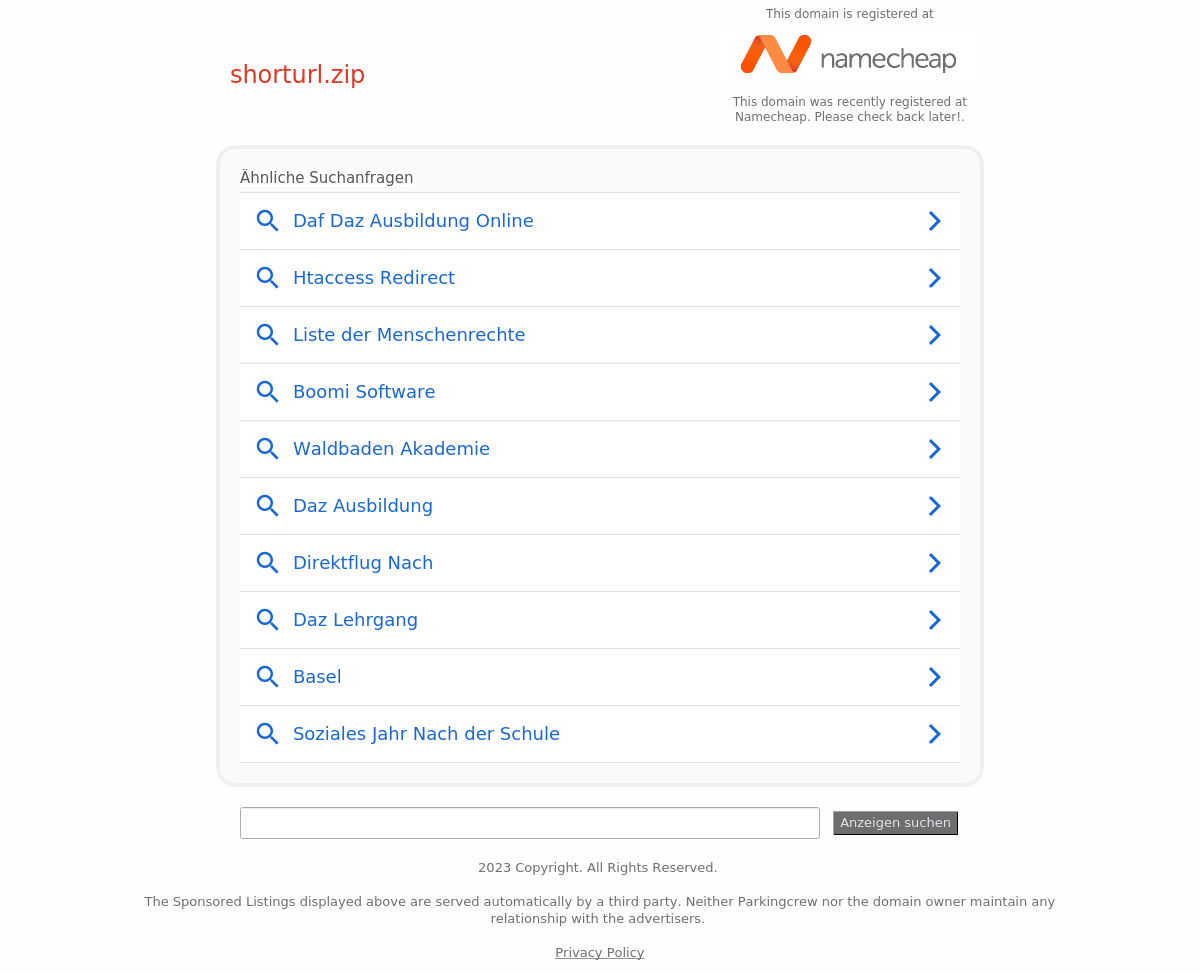 This domain is registered at
namecheap
shorturl.zip
This domain was recently registered at
Namecheap. Please check back later!.
Ähnliche Suchanfragen
Daf Daz Ausbildung Online
Htaccess Redirect
Liste der Menschenrechte
Boomi Software
Waldbaden Akademie
Daz Ausbildung
Direktflug Nach
Daz Lehrgang
Basel
Soziales Jahr Nach der Schule
Anzeigen suchen
2023 Copyright. All Rights Reserved.
The Sponsored Listings displayed above are served automatically by a third party. Neither Parkingcrew nor the domain owner maintain any
relationship with the advertisers.
Privacy Policy